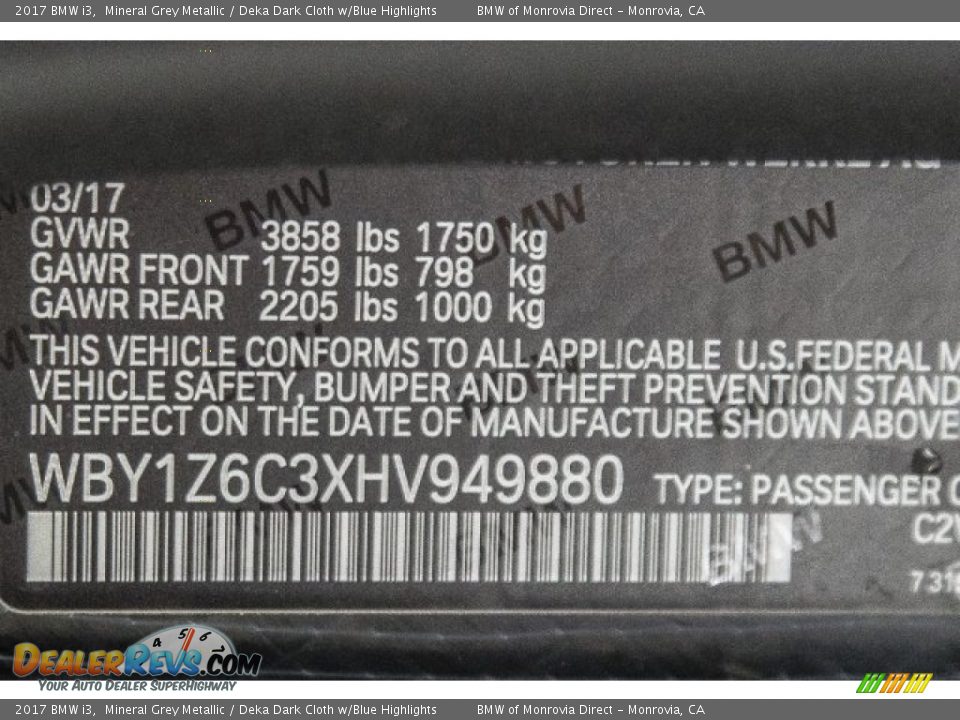 2017 BMW i3, Mineral Grey Metallic / Deka Dark Cloth w/Blue Highlights BMW of Monrovia Direct - Monrovia, CA
03/17
GVWR 3858 lbs 1750 kg
GAWR FRONT 1759 lbs 798 kg
GAWR REAR 2205 lbs 1000 kg
THIS VEHICLE CONFORMS TO ALL APPLICABLE U.S.FEDERAL M
VEHICLE SAFETY, BUMPER AND THEFT PREVENTION STAND
IN EFFECT ON THE DATE OF MANUFACTURE SHOWN ABOVE
WBY1Z6C3XHV949880 TYPE: PASSENGER C
C2
731
BMW BMW BMW
4 5 6
DealerRevs.com
Your Auto Dealer SuperHighway
2017 BMW i3, Mineral Grey Metallic / Deka Dark Cloth w/Blue Highlights BMW of Monrovia Direct - Monrovia, CA